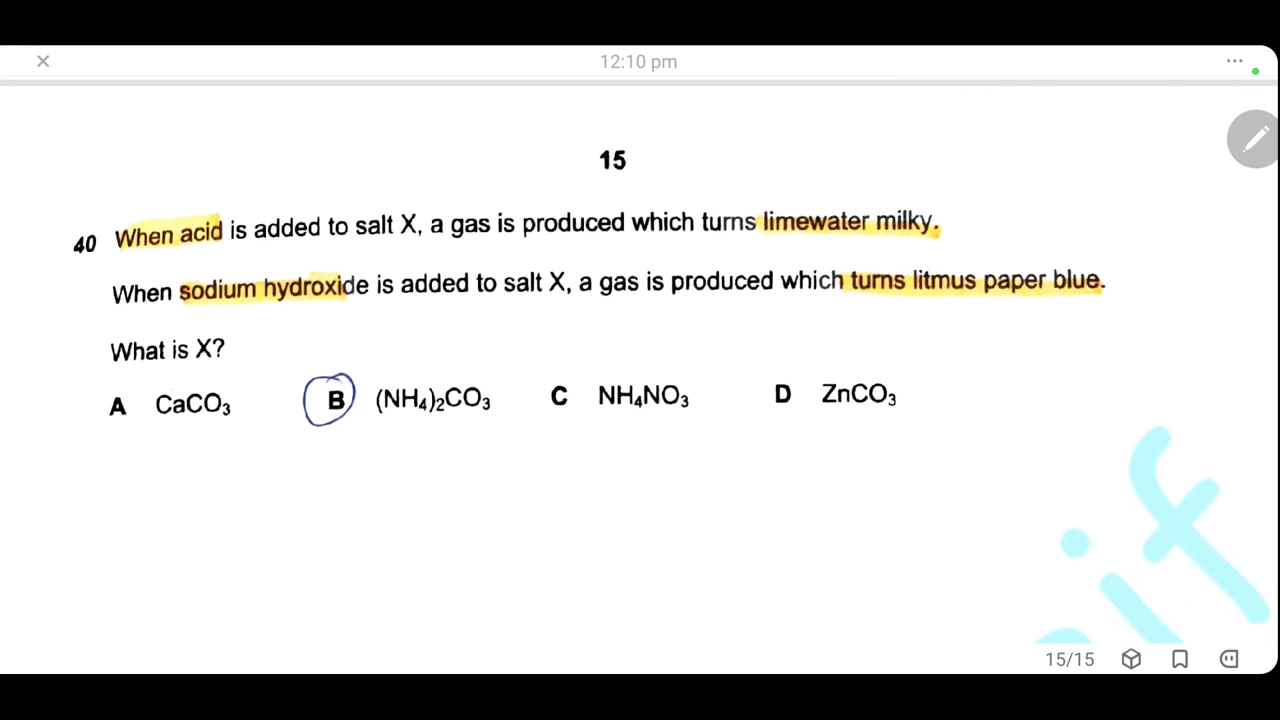 12:10 pm
15
40 When acid is added to salt X, a gas is produced which turns limewater milky.
When sodium hydroxide is added to salt X, a gas is produced which turns litmus paper blue.
What is X?
A CaCO₃ B (NH₄)₂CO₃ C NH₄NO₃ D ZnCO₃
if
15/15